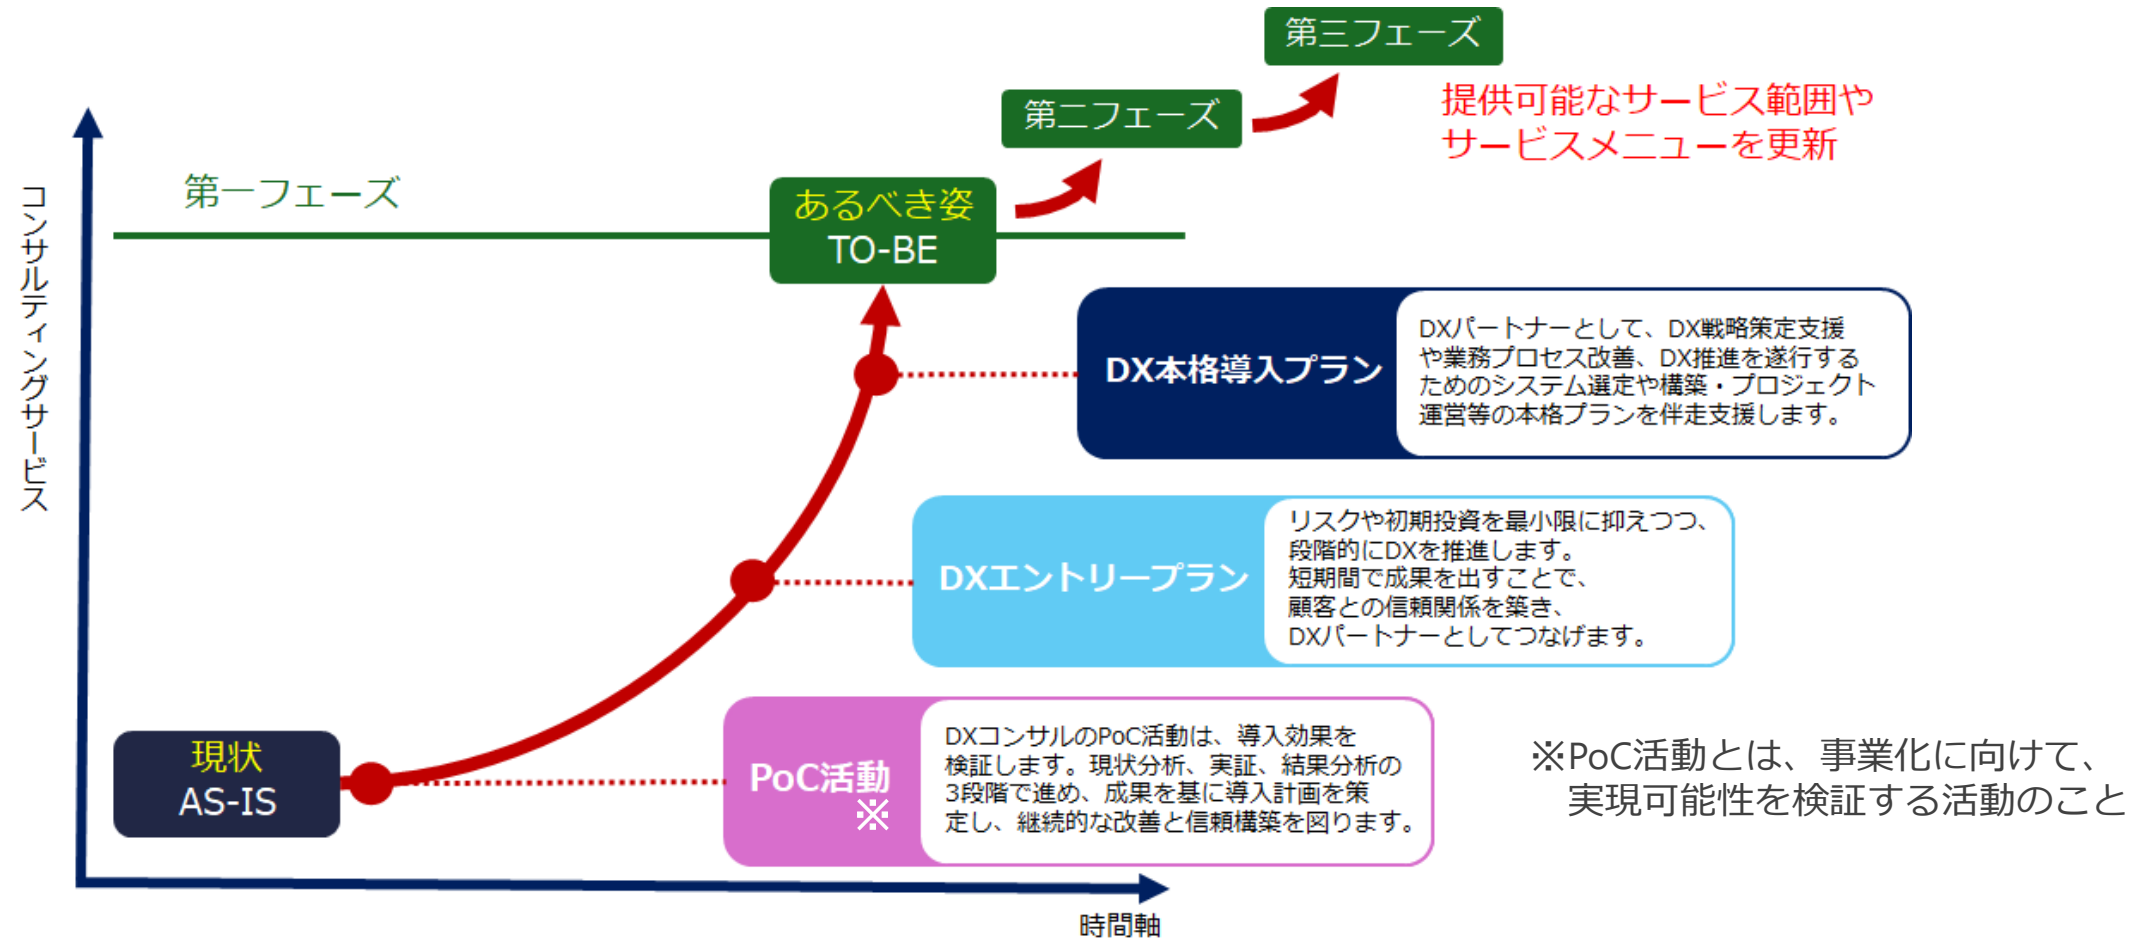 第三フェーズ
第二フェーズ
提供可能なサービス範囲や
サービスメニューを更新
第一フェーズ
あるべき姿
TO-BE
コンサルティングサービス
DX本格導入プラン
DXパートナーとして、DX戦略策定支援
や業務プロセス改善、DX推進を遂行する
ためのシステム選定や構築・プロジェクト
運営等の本格プランを伴走支援します。
DXエントリープラン
リスクや初期投資を最小限に抑えつつ、
段階的にDXを推進します。
短期間で成果を出すことで、
顧客との信頼関係を築き、
DXパートナーとしてつなげます。
現状
AS-IS
PoC活動
※
DXコンサルのPoC活動は、導入効果を
検証します。現状分析、実証、結果分析の
3段階で進め、成果を基に導入計画を策
定し、継続的な改善と信頼構築を図ります。
※PoC活動とは、事業化に向けて、
実現可能性を検証する活動のこと
時間軸